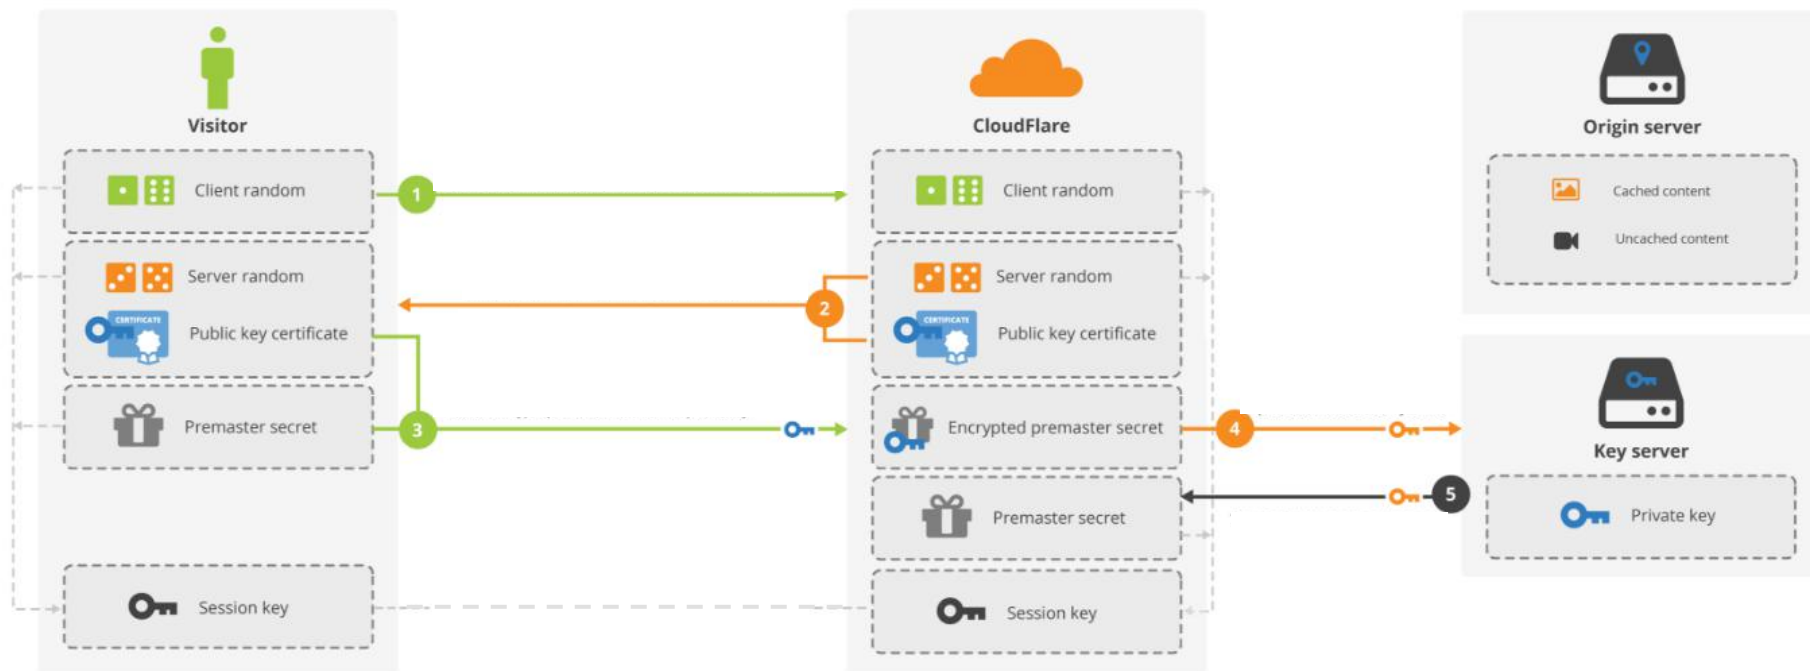 Visitor
CloudFlare
Origin server
Client random
1
Client random
Cached content
Uncached content
Server random
Server random
2
CERTIFICATE
Public key certificate
CERTIFICATE
Public key certificate
Premaster secret
3
Encrypted premaster secret
4
Key server
Premaster secret
5
Private key
Session key
Session key